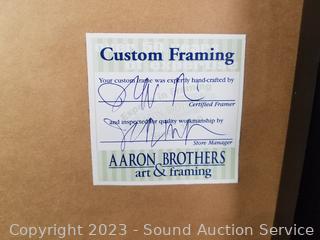 Custom Framing
Your custom frame was expertly hand-crafted by
Certified Framer
and inspected for quality workmanship by
Store Manager
AARON BROTHERS
art & framing
Copyright 2023 - Sound Auction Service